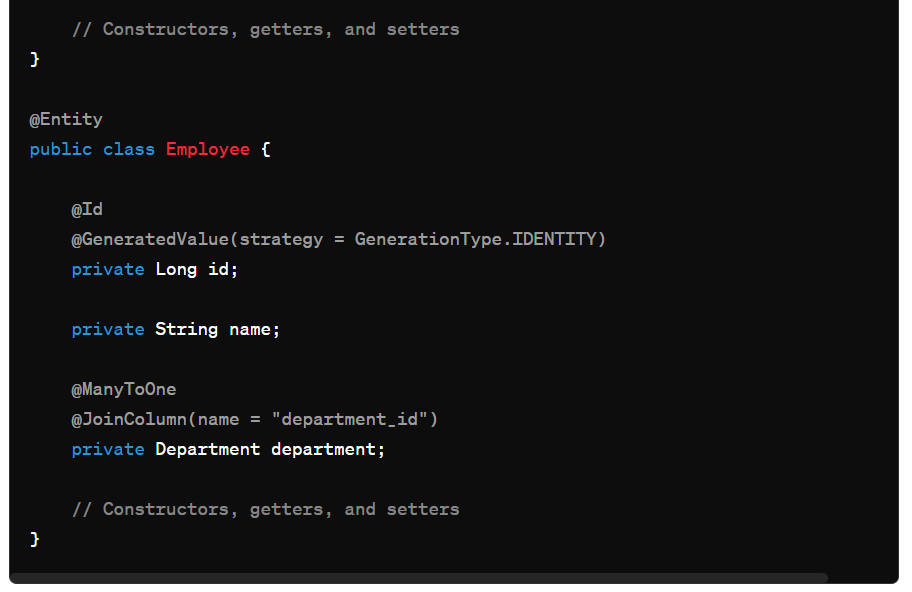 // Constructors, getters, and setters
}
@Entity
public class Employee {
    @Id
    @GeneratedValue(strategy = GenerationType.IDENTITY)
    private Long id;
    private String name;
    @ManyToOne
    @JoinColumn(name = "department_id")
    private Department department;
    // Constructors, getters, and setters
}